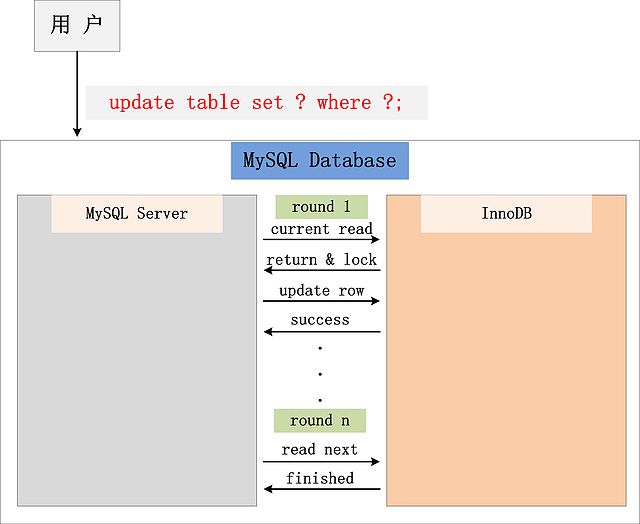 用 户
update table set ? where ?;
MySQL Database
MySQL Server
round 1
InnoDB
current read
return & lock
update row
success
.
.
.
round n
read next
finished